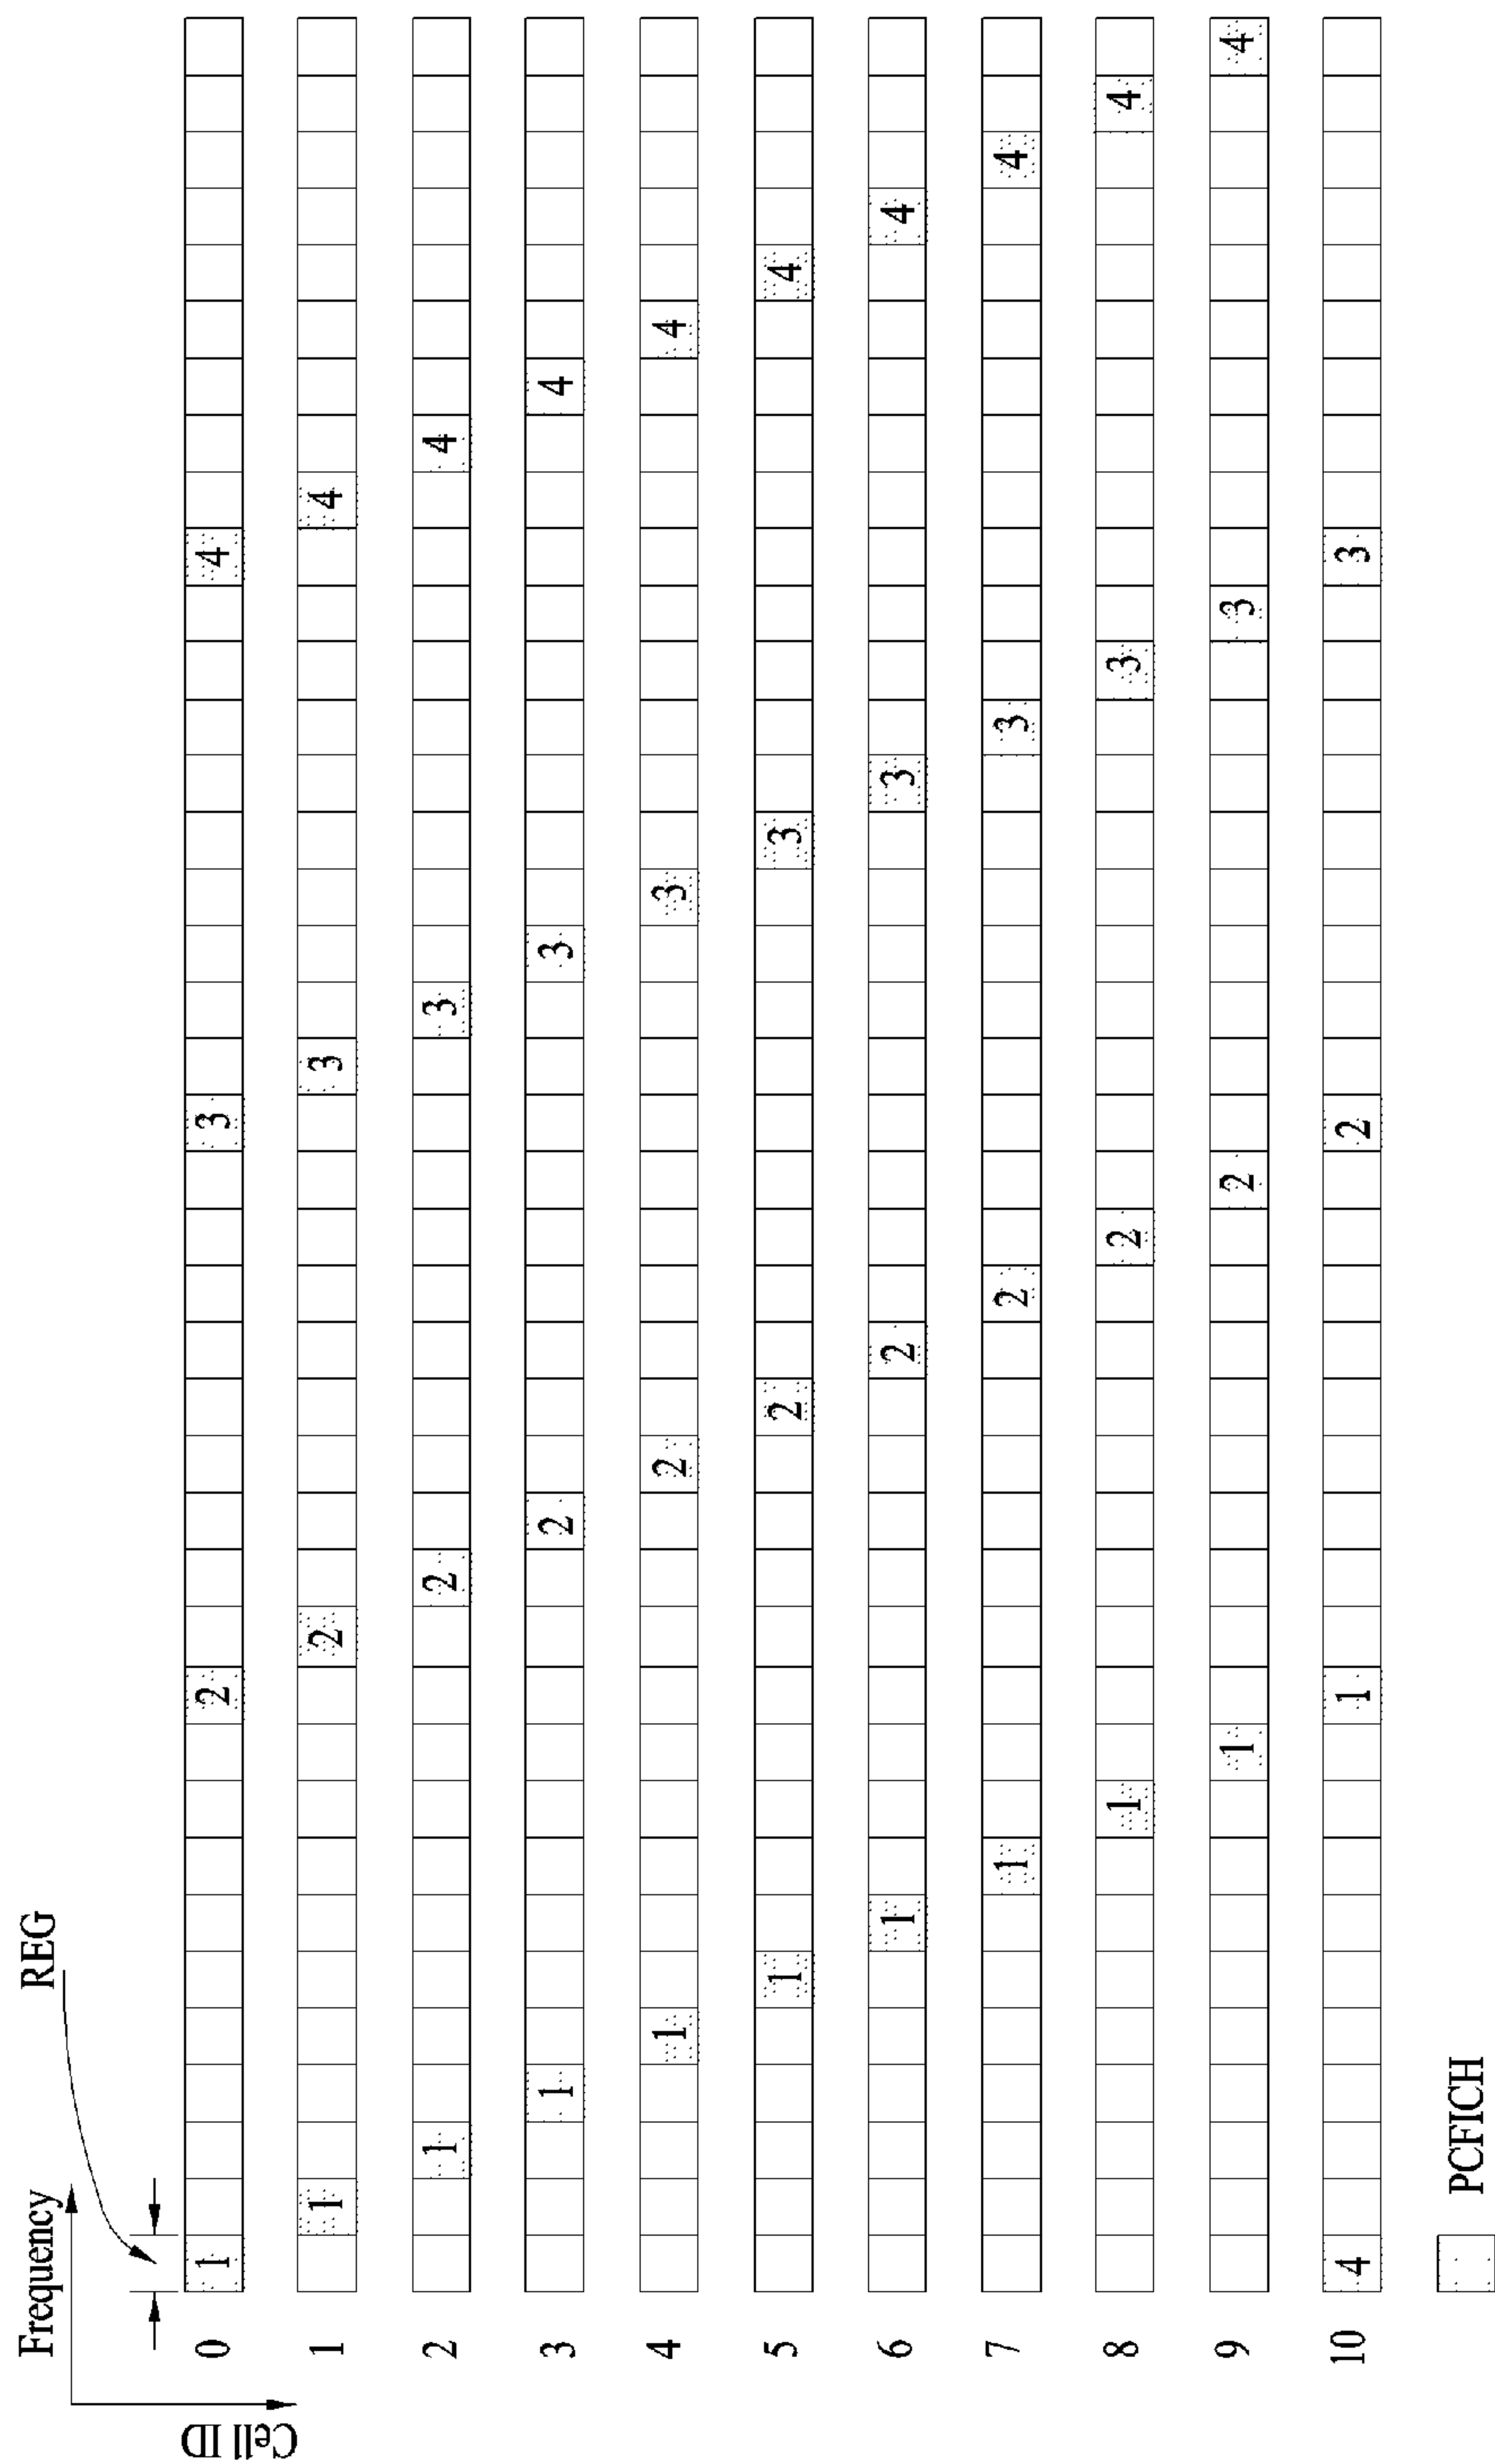 Frequency
REG
Cell ID
0 1 2 3 4
1 1 2 3 4
2 1 2 3 4
3 1 2 3 4
4 1 2 3 4
5 1 2 3 4
6 1 2 3 4
7 1 2 3 4
8 1 2 3 4
9 1 2 3 4
10 4 1 2 3
PCFICH